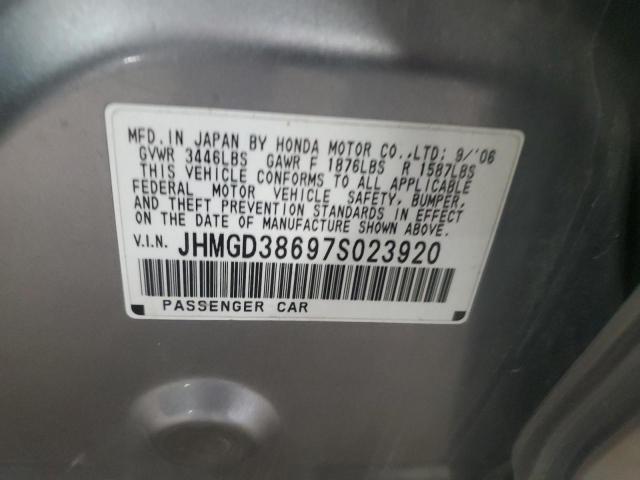 MFD. IN JAPAN BY HONDA MOTOR CO.,LTD; 9/'06
GVWR 3446LBS GAWR F 1876LBS R 1587LBS
THIS VEHICLE CONFORMS TO ALL APPLICABLE
FEDERAL MOTOR VEHICLE SAFETY, BUMPER,
AND THEFT PREVENTION STANDARDS IN EFFECT
ON THE DATE OF MANUFACTURE SHOWN ABOVE.
V.I.N. JHMGD38697S023920
PASSENGER CAR